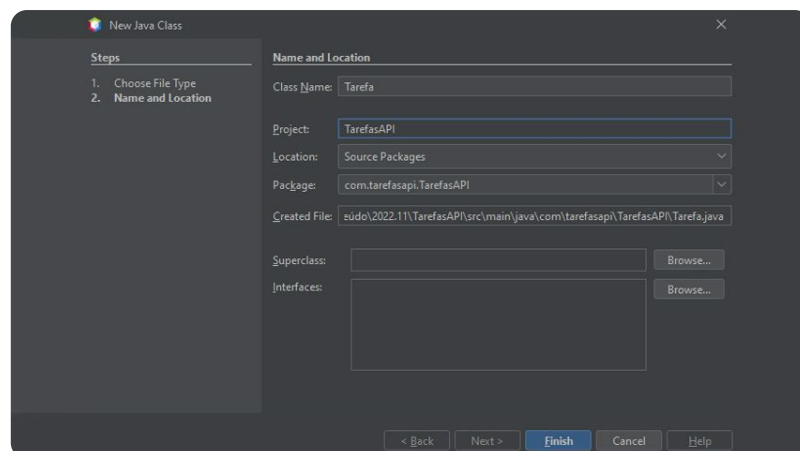 New Java Class
Steps
1. Choose File Type
2. Name and Location
Name and Location
Class Name: Tarefa
Project: TarefasAPI
Location: Source Packages
Package: com.tarefasapi.TarefasAPI
Created File: eúdo\2022.11\TarefasAPI\src\main\java\com\tarefasapi\TarefasAPI\Tarefa.java
Superclass: Browse...
Interfaces: Browse...
< Back Next > Finish Cancel Help